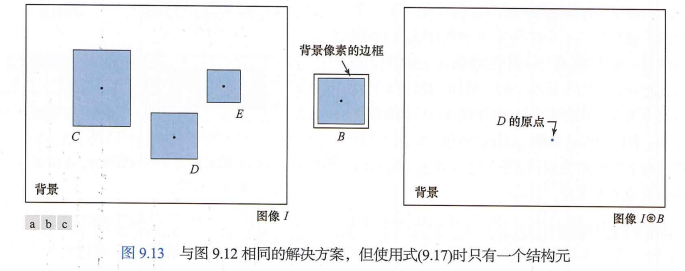 背景像素的边框
C
E
B
D
D 的原点
背景
背景
图像 I
图像 I⊛B
a b c
图 9.13 与图 9.12 相同的解决方案，但使用式(9.17)时只有一个结构元